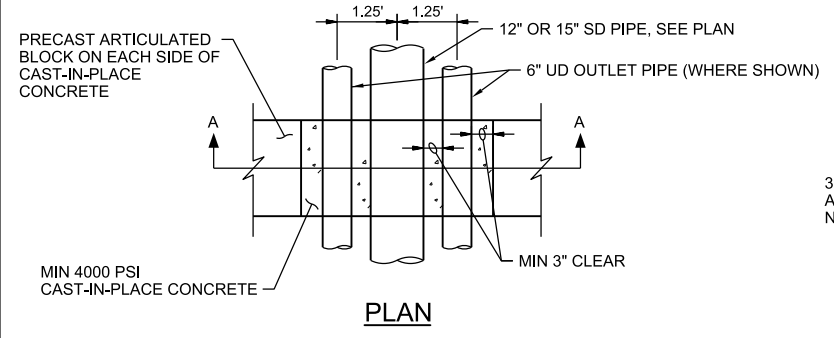 1.25' 1.25'
PRECAST ARTICULATED
BLOCK ON EACH SIDE OF
CAST-IN-PLACE
CONCRETE
12" OR 15" SD PIPE, SEE PLAN
6" UD OUTLET PIPE (WHERE SHOWN)
A A
3
A
N
MIN 3" CLEAR
MIN 4000 PSI
CAST-IN-PLACE CONCRETE
PLAN